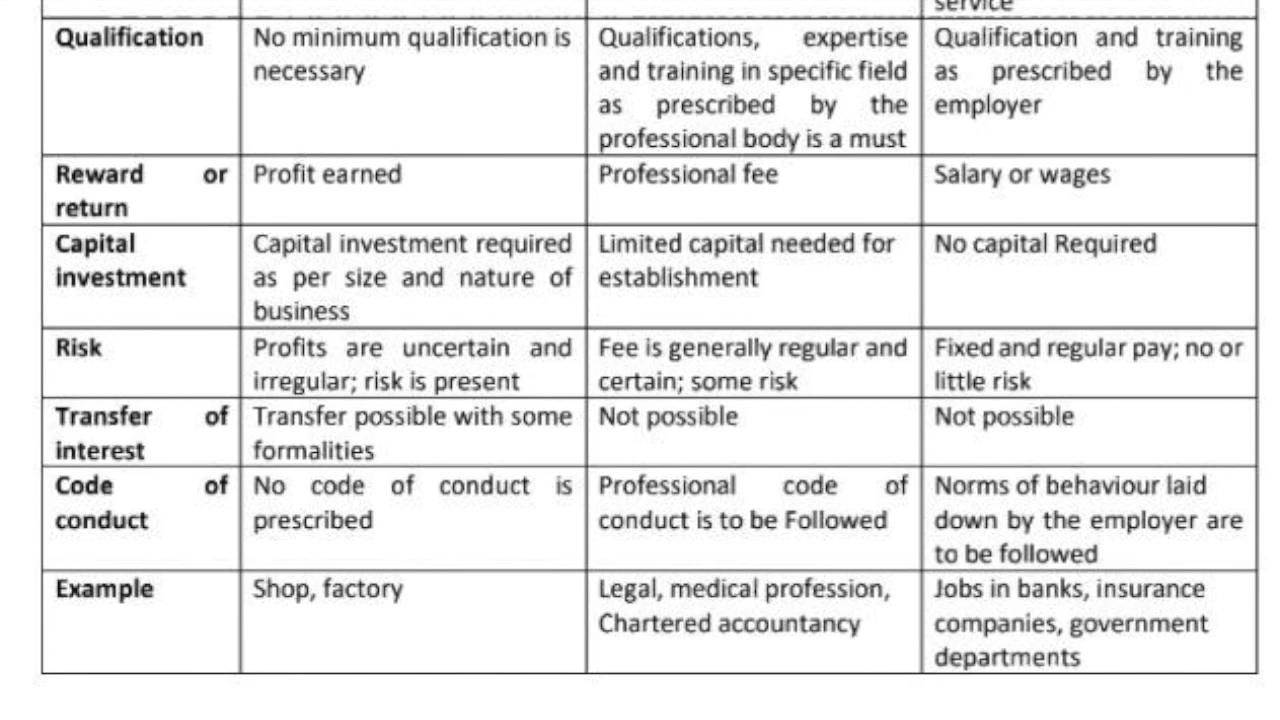 service
Qualification
No minimum qualification is
necessary
Qualifications, expertise
and training in specific field
as prescribed by the
professional body is a must
Qualification and training
as prescribed by the
employer
Reward or
return
Profit earned
Professional fee
Salary or wages
Capital
investment
Capital investment required
as per size and nature of
business
Limited capital needed for
establishment
No capital Required
Risk
Profits are uncertain and
irregular; risk is present
Fee is generally regular and
certain; some risk
Fixed and regular pay; no or
little risk
Transfer of
interest
Transfer possible with some
formalities
Not possible
Not possible
Code of
conduct
No code of conduct is
prescribed
Professional code of
conduct is to be Followed
Norms of behaviour laid
down by the employer are
to be followed
Example
Shop, factory
Legal, medical profession,
Chartered accountancy
Jobs in banks, insurance
companies, government
departments